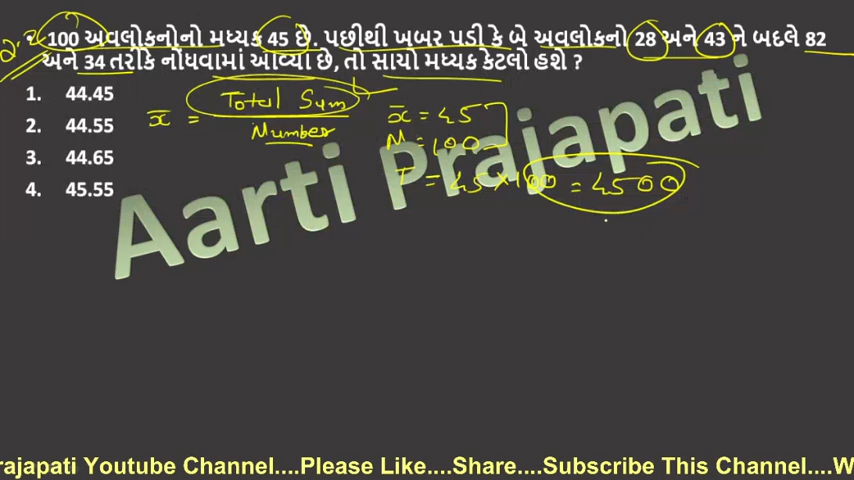 • 100 અવલોકનોનો મધ્યક 45 છે. પછીથી ખબર પડી કે બે અવલોકનો 28 અને 43 ને બદલે 82
અને 34 તરીકે નોંધવામાં આવ્યા છે, તો સાચો મધ્યક કેટલો હશે ?
1. 44.45
2. 44.55
3. 44.65
4. 45.55
x̄ = Total Sum
Number
x̄ = 45
N = 100
T = 45 × 100 = 4500
Aarti Prajapati
rajapati Youtube Channel....Please Like....Share....Subscribe This Channel....W